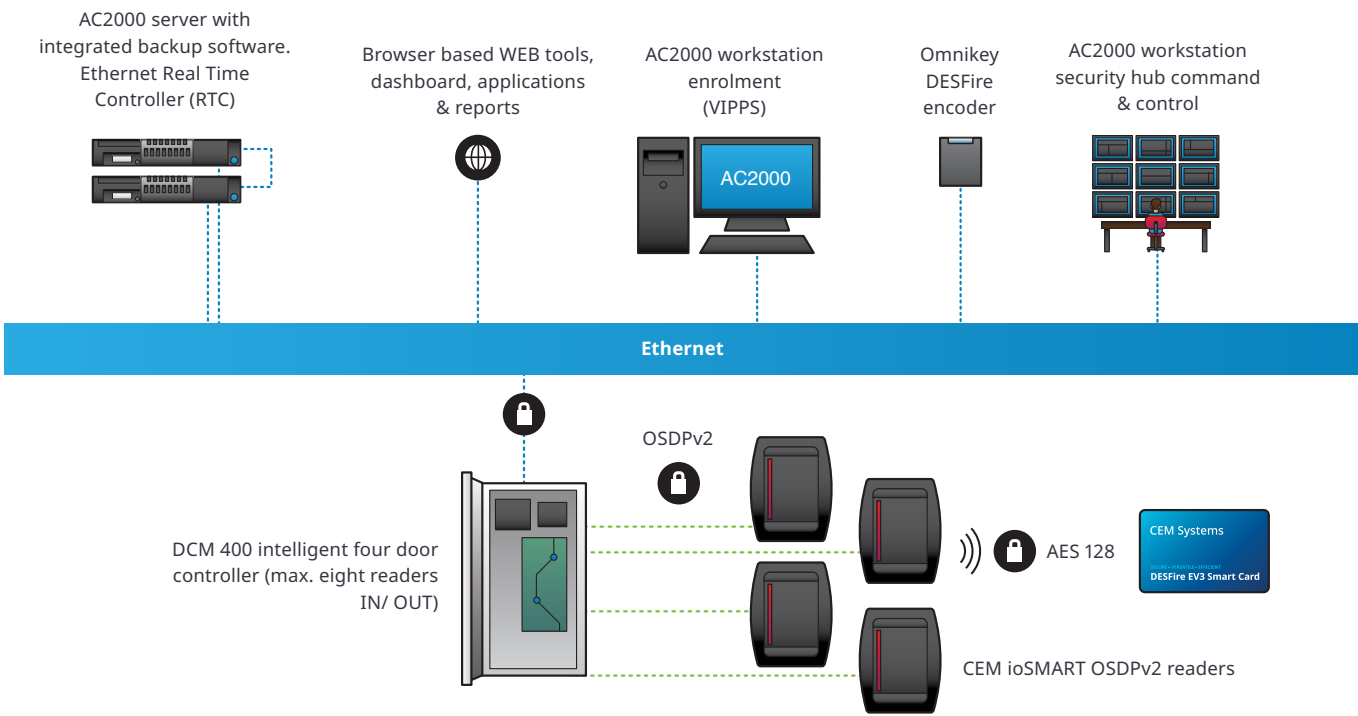 AC2000 server with
integrated backup software.
Ethernet Real Time
Controller (RTC)
Browser based WEB tools,
dashboard, applications
& reports
AC2000 workstation
enrolment
(VIPPS)
Omnikey
DESFire
encoder
AC2000 workstation
security hub command
& control
AC2000
Ethernet
OSDPv2
DCM 400 intelligent four door
controller (max. eight readers
IN/ OUT)
AES 128
CEM Systems
SECURE • VERSATILE • EFFICIENT
DESFire EV3 Smart Card
CEM ioSMART OSDPv2 readers